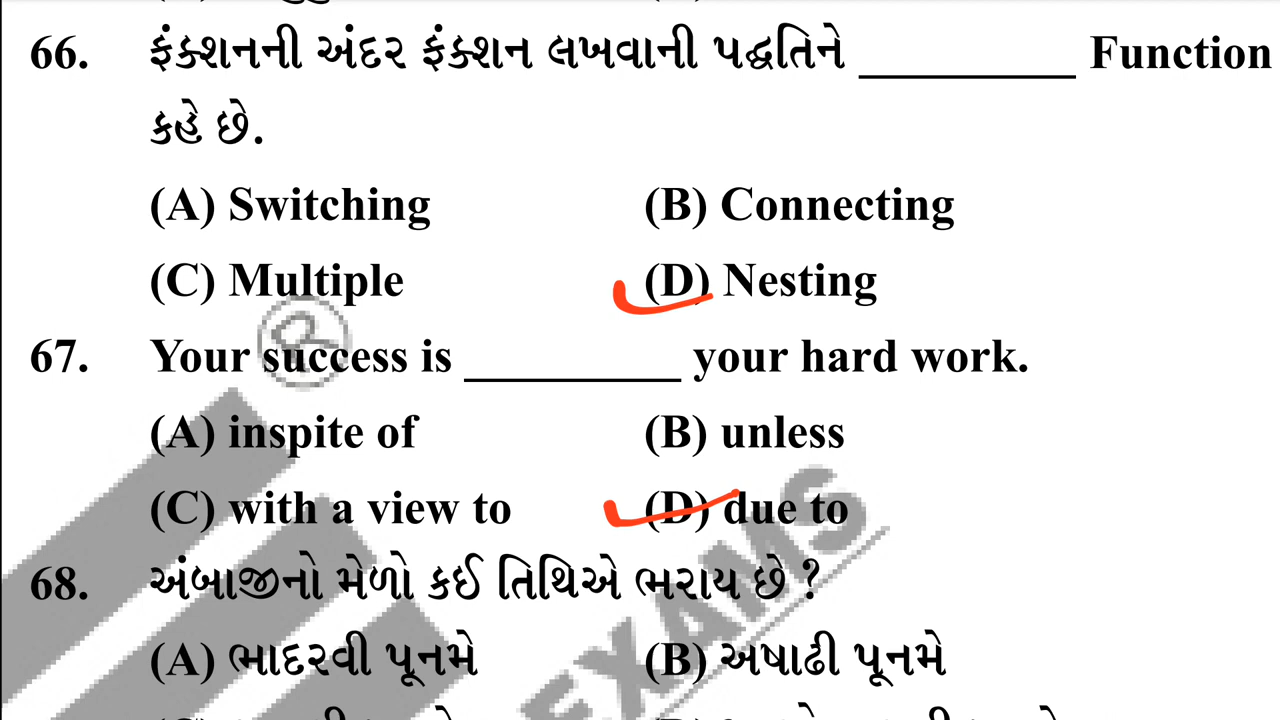 66. ફંક્શનની અંદર ફંક્શન લખવાની પદ્ધતિને _________ Function
કહે છે.
(A) Switching (B) Connecting
(C) Multiple (D) Nesting
67. Your success is _________ your hard work.
(A) inspite of (B) unless
(C) with a view to (D) due to
68. અંબાજીનો મેળો કઈ તિથિએ ભરાય છે ?
(A) ભાદરવી પૂનમે (B) અષાઢી પૂનમે
EXAMS